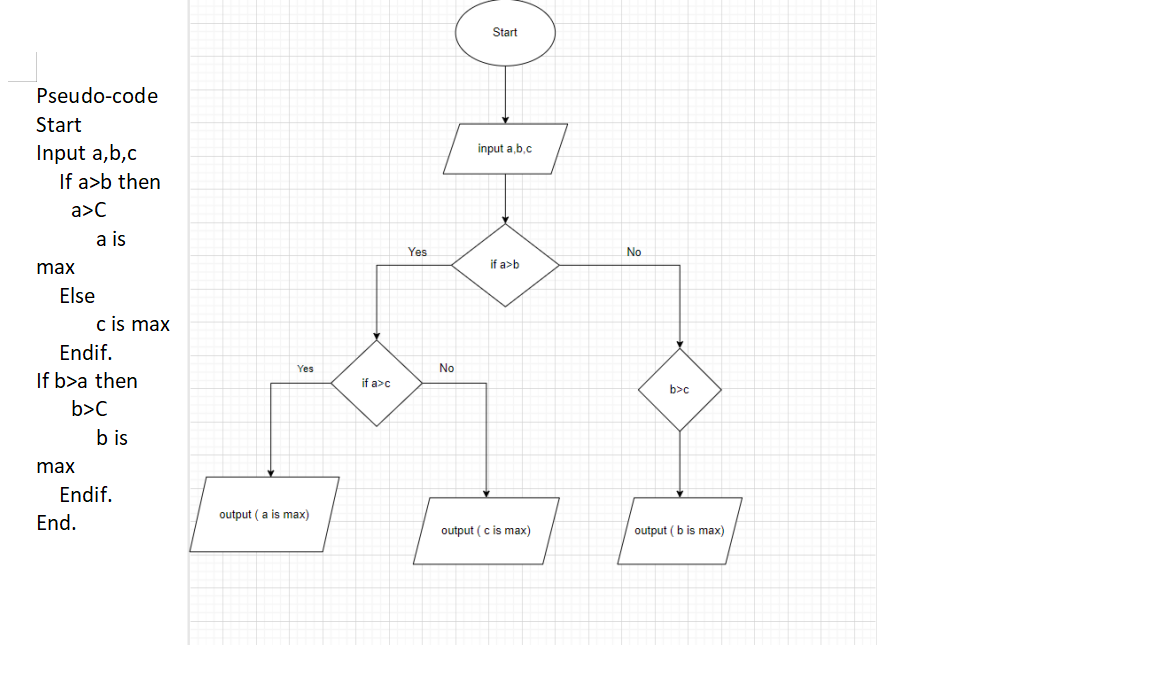 Pseudo-code
Start
Input a,b,c
If a>b then
a>C
a is
max
Else
c is max
Endif.
If b>a then
b>C
b is
max
Endif.
End.
Start
input a,b,c
Yes
if a>b
No
Yes
if a>c
No
b>c
output ( a is max)
output ( c is max)
output ( b is max)